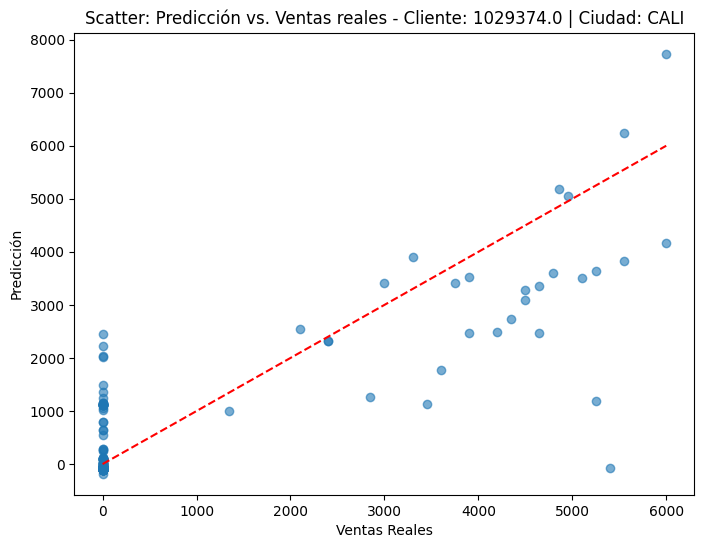 Scatter: Predicción vs. Ventas reales - Cliente: 1029374.0 | Ciudad: CALI
8000
7000
6000
5000
4000
3000
2000
1000
0
Predicción
0 1000 2000 3000 4000 5000 6000
Ventas Reales